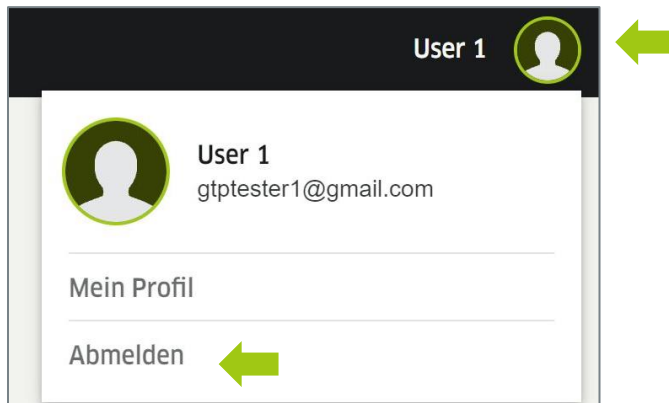 User 1
User 1
gtptester1@gmail.com
Mein Profil
Abmelden